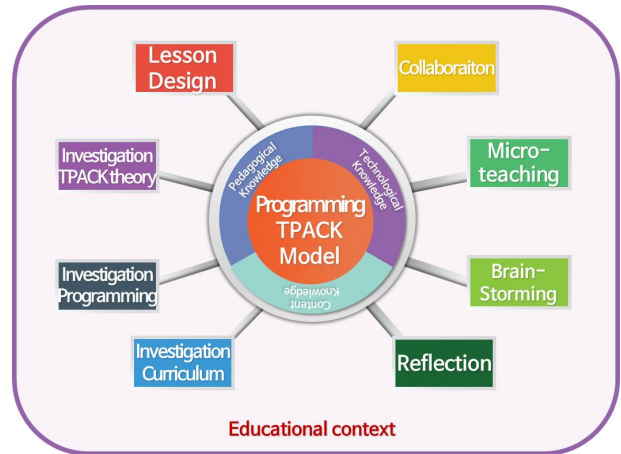 Lesson
Design
Collaboraiton
Investigation
TPACK theory
Micro-
teaching
Pedagogical
Knowledge
Technological
Knowledge
Programming
TPACK
Model
Content
Knowledge
Investigation
Programming
Brain-
Storming
Investigation
Curriculum
Reflection
Educational context